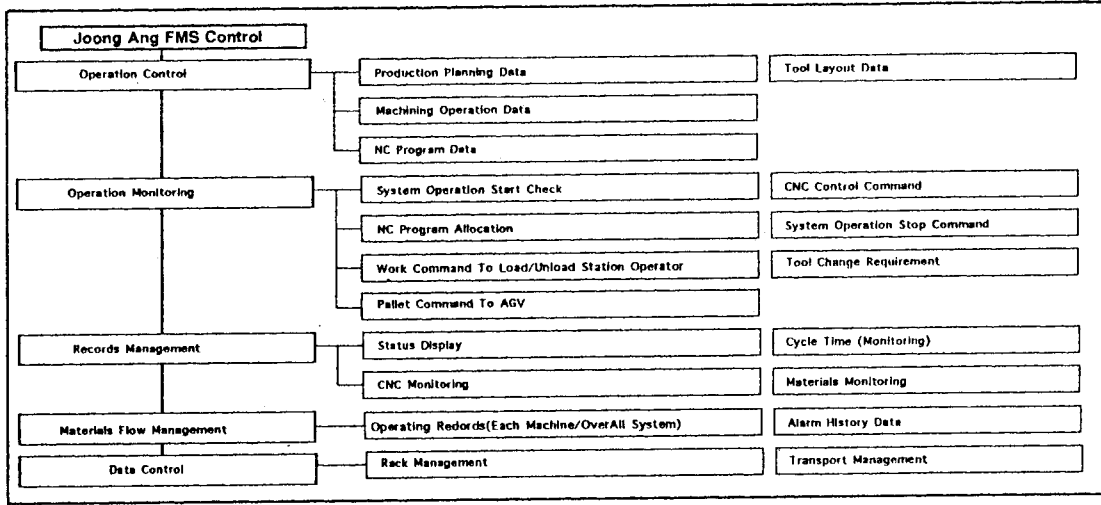 Joong Ang FMS Control
Operation Control
Production Planning Data
Tool Layout Data
Machining Operation Data
NC Program Data
Operation Monitoring
System Operation Start Check
CNC Control Command
NC Program Allocation
System Operation Stop Command
Work Command To Load/Unload Station Operator
Tool Change Requirement
Pallet Command To AGV
Records Management
Status Display
Cycle Time (Monitoring)
CNC Monitoring
Materials Monitoring
Materials Flow Management
Operating Redords(Each Machine/OverAll System)
Alarm History Data
Data Control
Rack Management
Transport Management